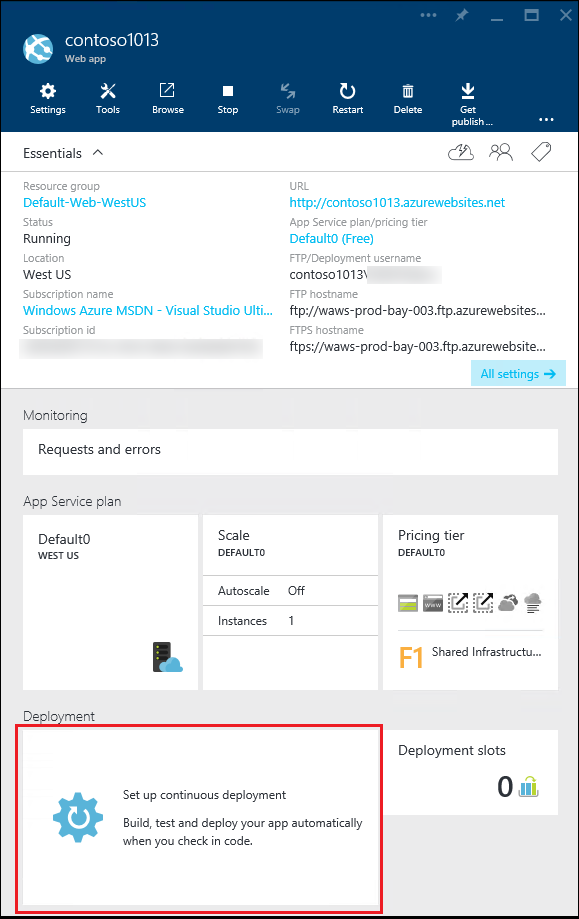 contoso1013
Web app
Settings
Tools
Browse
Stop
Swap
Restart
Delete
Get
publish ...
Essentials
Resource group
Default-Web-WestUS
Status
Running
Location
West US
Subscription name
Windows Azure MSDN - Visual Studio Ulti...
Subscription id
URL
http://contoso1013.azurewebsites.net
App Service plan/pricing tier
Default0 (Free)
FTP/Deployment username
contoso1013\
FTP hostname
ftp://waws-prod-bay-003.ftp.azurewebsites...
FTPS hostname
ftps://waws-prod-bay-003.ftp.azurewebsite...
All settings →
Monitoring
Requests and errors
App Service plan
Default0
WEST US
Scale
DEFAULT0
Autoscale Off
Instances 1
Pricing tier
DEFAULT0
WWW
F1 Shared Infrastructu...
Deployment
Set up continuous deployment
Build, test and deploy your app automatically
when you check in code.
Deployment slots
0